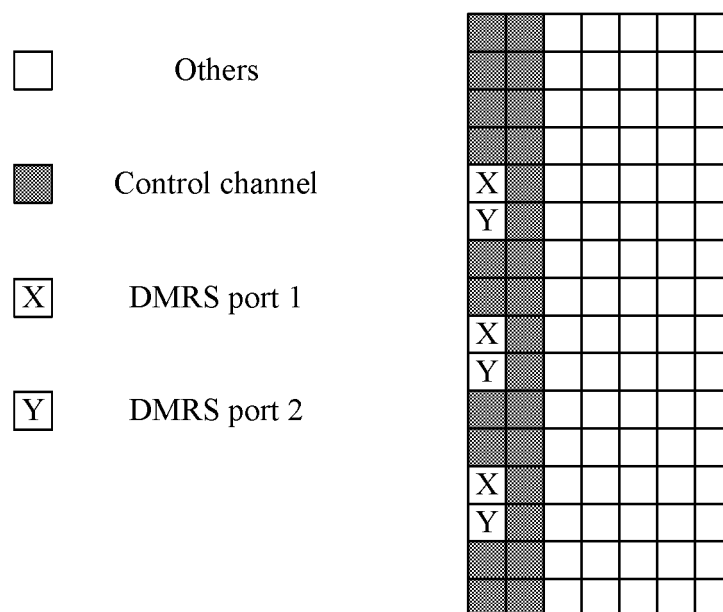 Others
Control channel
X DMRS port 1
Y DMRS port 2
X
Y
X
Y
X
Y